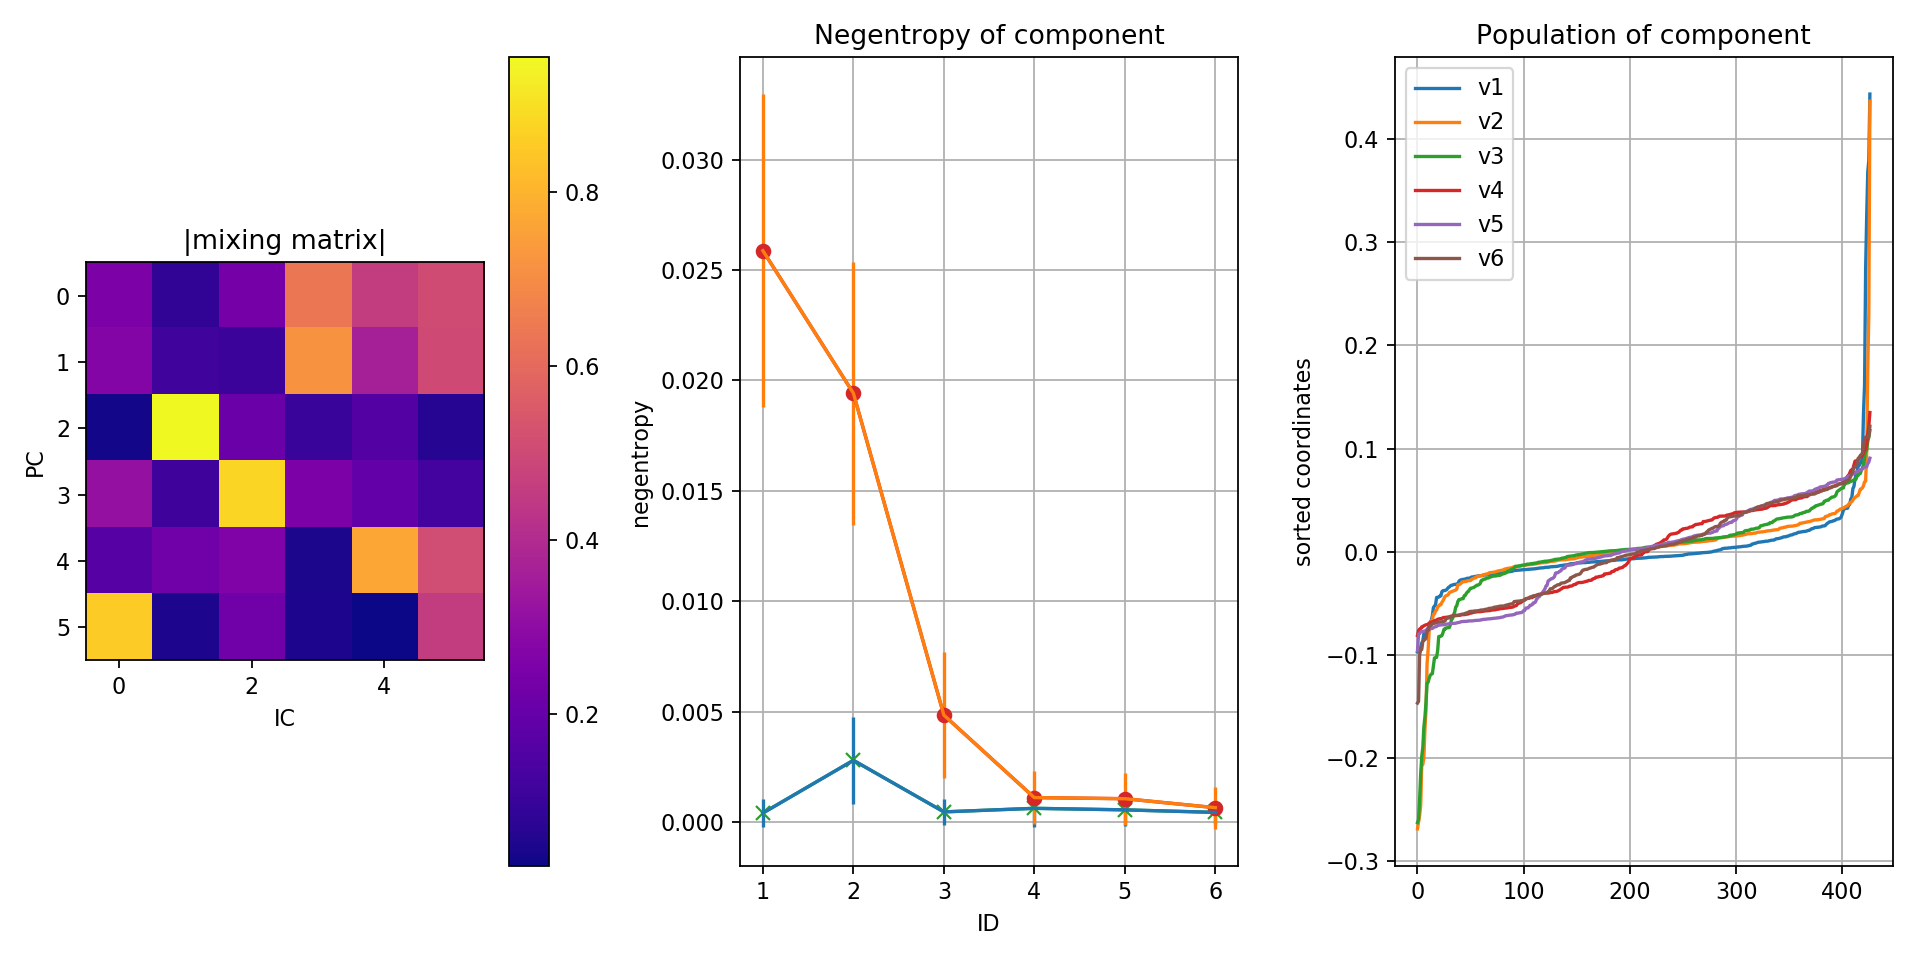 |mixing matrix|
PC
0
1
2
3
4
5
0
2
4
IC
0.8
0.6
0.4
0.2
Negentropy of component
negentropy
0.030
0.025
0.020
0.015
0.010
0.005
0.000
1
2
3
4
5
6
ID
Population of component
sorted coordinates
0.4
0.3
0.2
0.1
0.0
−0.1
−0.2
−0.3
v1
v2
v3
v4
v5
v6
0
100
200
300
400